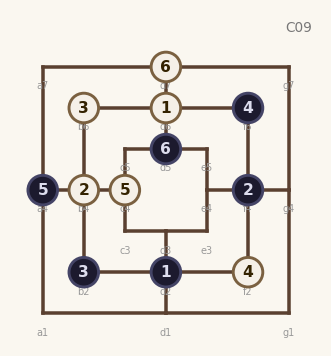 C09
6
a7 d7 g7
3 1 4
b6 d6 f6
6
c5 d5 e5
5 2 5 2
a4 b4 c4 e4 f4 g4
c3 d3 e3
3 1 4
b2 d2 f2
a1 d1 g1